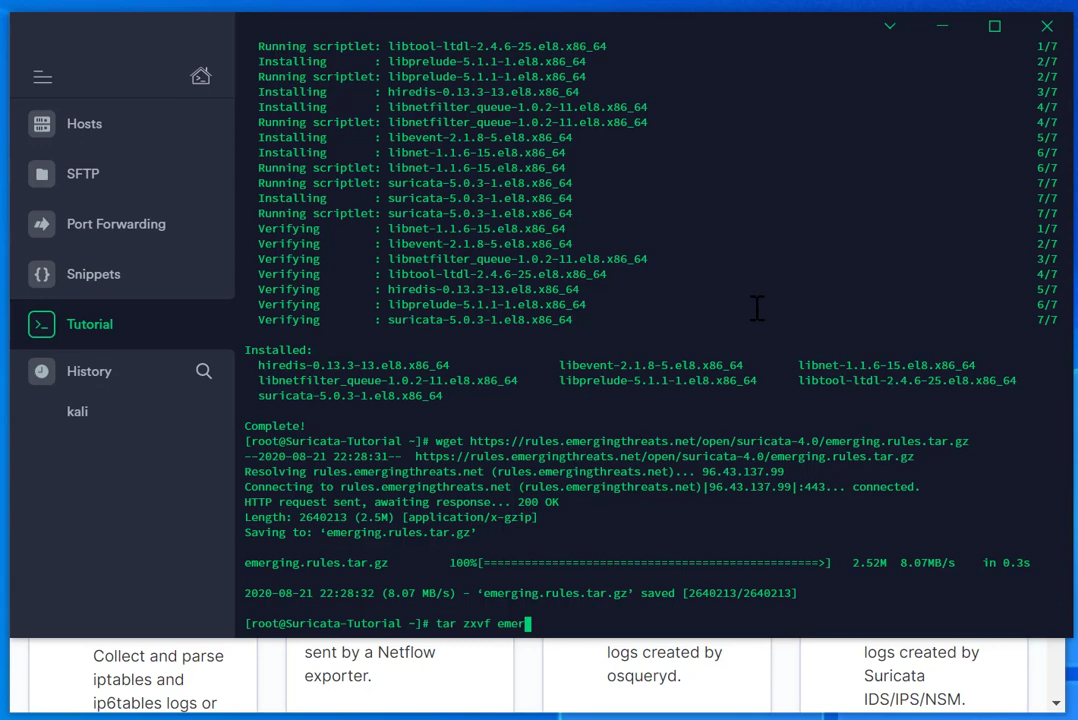 Hosts
SFTP
Port Forwarding
Snippets
Tutorial
History
kali
Running scriptlet: libtool-ltdl-2.4.6-25.el8.x86_64 1/7
Installing : libprelude-5.1.1-1.el8.x86_64 2/7
Running scriptlet: libprelude-5.1.1-1.el8.x86_64 2/7
Installing : hiredis-0.13.3-13.el8.x86_64 3/7
Installing : libnetfilter_queue-1.0.2-11.el8.x86_64 4/7
Running scriptlet: libnetfilter_queue-1.0.2-11.el8.x86_64 4/7
Installing : libevent-2.1.8-5.el8.x86_64 5/7
Installing : libnet-1.1.6-15.el8.x86_64 6/7
Running scriptlet: libnet-1.1.6-15.el8.x86_64 6/7
Running scriptlet: suricata-5.0.3-1.el8.x86_64 7/7
Installing : suricata-5.0.3-1.el8.x86_64 7/7
Running scriptlet: suricata-5.0.3-1.el8.x86_64 7/7
Verifying : libnet-1.1.6-15.el8.x86_64 1/7
Verifying : libevent-2.1.8-5.el8.x86_64 2/7
Verifying : libnetfilter_queue-1.0.2-11.el8.x86_64 3/7
Verifying : libtool-ltdl-2.4.6-25.el8.x86_64 4/7
Verifying : hiredis-0.13.3-13.el8.x86_64 5/7
Verifying : libprelude-5.1.1-1.el8.x86_64 6/7
Verifying : suricata-5.0.3-1.el8.x86_64 7/7
Installed:
hiredis-0.13.3-13.el8.x86_64 libevent-2.1.8-5.el8.x86_64 libnet-1.1.6-15.el8.x86_64
libnetfilter_queue-1.0.2-11.el8.x86_64 libprelude-5.1.1-1.el8.x86_64 libtool-ltdl-2.4.6-25.el8.x86_64
suricata-5.0.3-1.el8.x86_64
Complete!
[root@Suricata-Tutorial ~]# wget https://rules.emergingthreats.net/open/suricata-4.0/emerging.rules.tar.gz
--2020-08-21 22:28:31-- https://rules.emergingthreats.net/open/suricata-4.0/emerging.rules.tar.gz
Resolving rules.emergingthreats.net (rules.emergingthreats.net)... 96.43.137.99
Connecting to rules.emergingthreats.net (rules.emergingthreats.net)|96.43.137.99|:443... connected.
HTTP request sent, awaiting response... 200 OK
Length: 2640213 (2.5M) [application/x-gzip]
Saving to: ‘emerging.rules.tar.gz’
emerging.rules.tar.gz 100%[=================================================>] 2.52M 8.07MB/s in 0.3s
2020-08-21 22:28:32 (8.07 MB/s) - ‘emerging.rules.tar.gz’ saved [2640213/2640213]
[root@Suricata-Tutorial ~]# tar zxvf emer
Collect and parse
iptables and
ip6tables logs or
sent by a Netflow
exporter.
logs created by
osqueryd.
logs created by
Suricata
IDS/IPS/NSM.